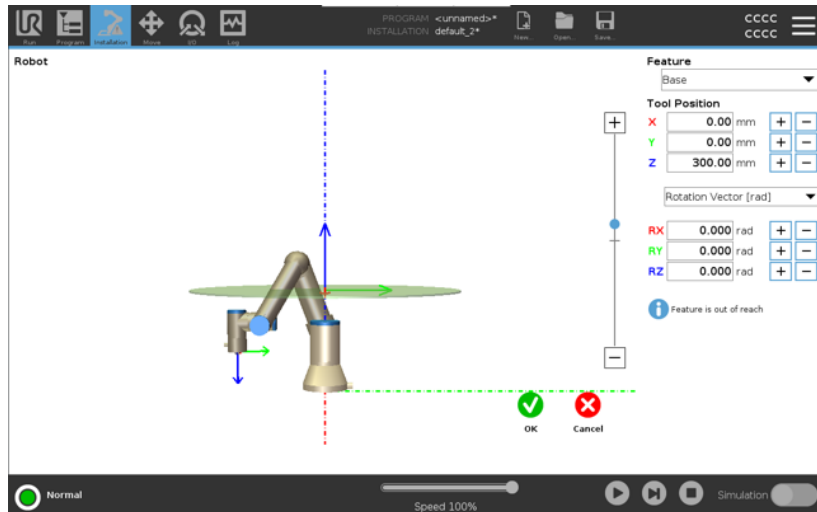 UR
PROGRAM <unnamed>*
INSTALLATION default_2*
CCCC
CCCC
Run Program Installation Move I/O Log New... Open... Save...
Robot
Feature
Base
Tool Position
X 0.00 mm + −
Y 0.00 mm + −
Z 300.00 mm + −
Rotation Vector [rad]
RX 0.000 rad + −
RY 0.000 rad + −
RZ 0.000 rad + −
i Feature is out of reach
+
−
OK Cancel
Normal
Speed 100%
Simulation